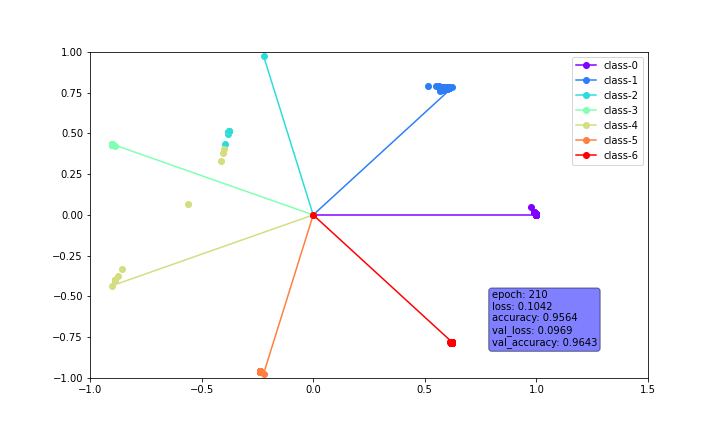 1.00
0.75
0.50
0.25
0.00
−0.25
−0.50
−0.75
−1.00
−1.0
−0.5
0.0
0.5
1.0
1.5
class-0
class-1
class-2
class-3
class-4
class-5
class-6
epoch: 210
loss: 0.1042
accuracy: 0.9564
val_loss: 0.0969
val_accuracy: 0.9643